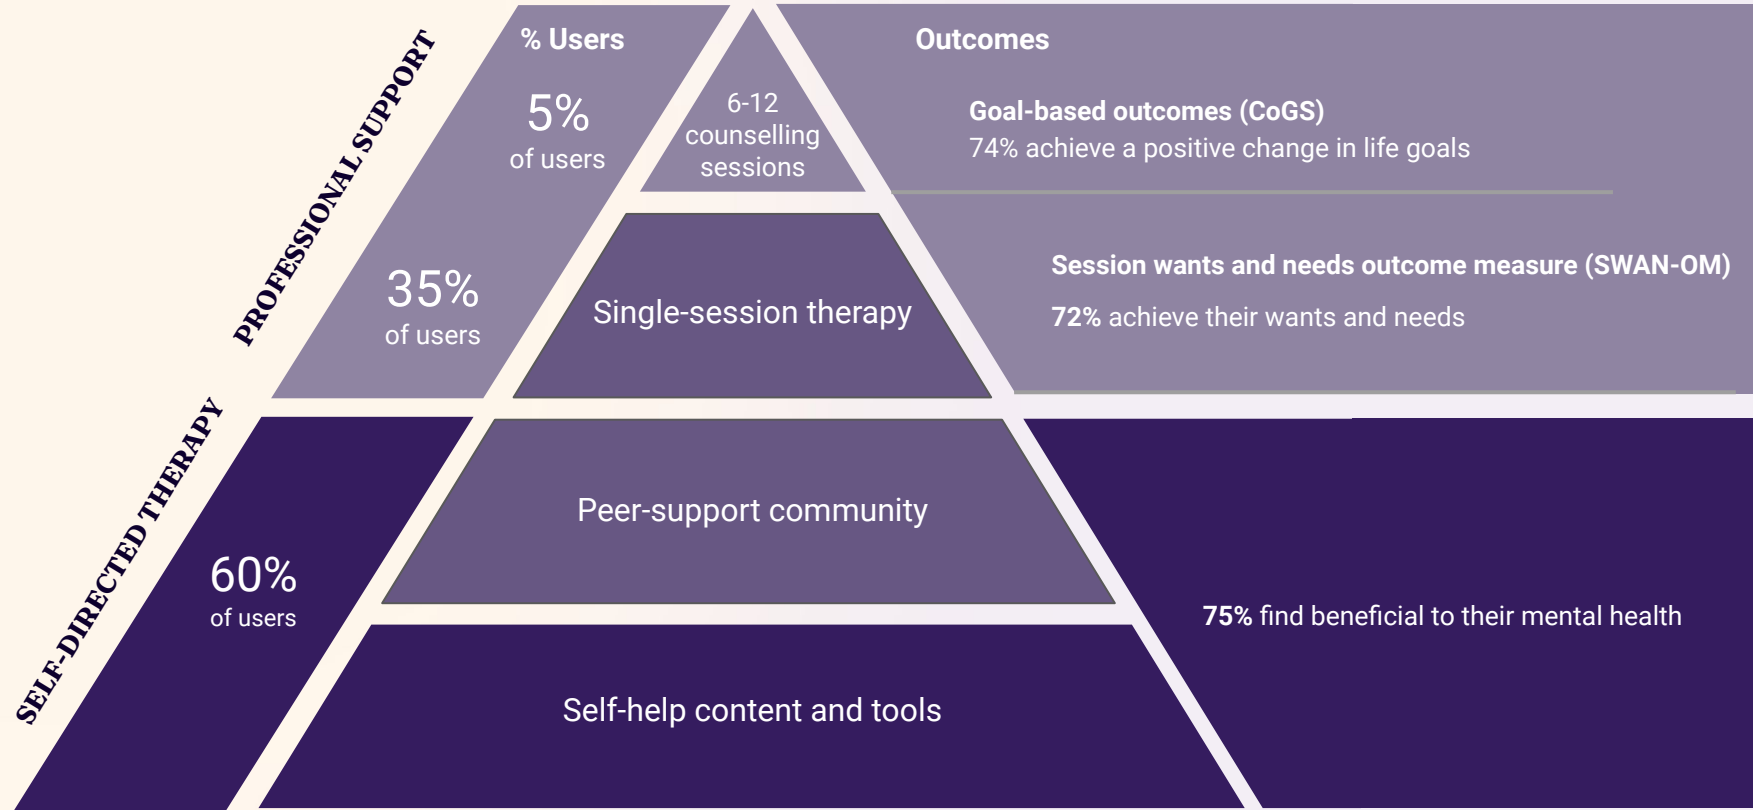 PROFESSIONAL SUPPORT
% Users
5%
of users
6-12
counselling
sessions
Outcomes
Goal-based outcomes (CoGS)
74% achieve a positive change in life goals
35%
of users
Single-session therapy
Session wants and needs outcome measure (SWAN-OM)
72% achieve their wants and needs
SELF-DIRECTED THERAPY
60%
of users
Peer-support community
Self-help content and tools
75% find beneficial to their mental health